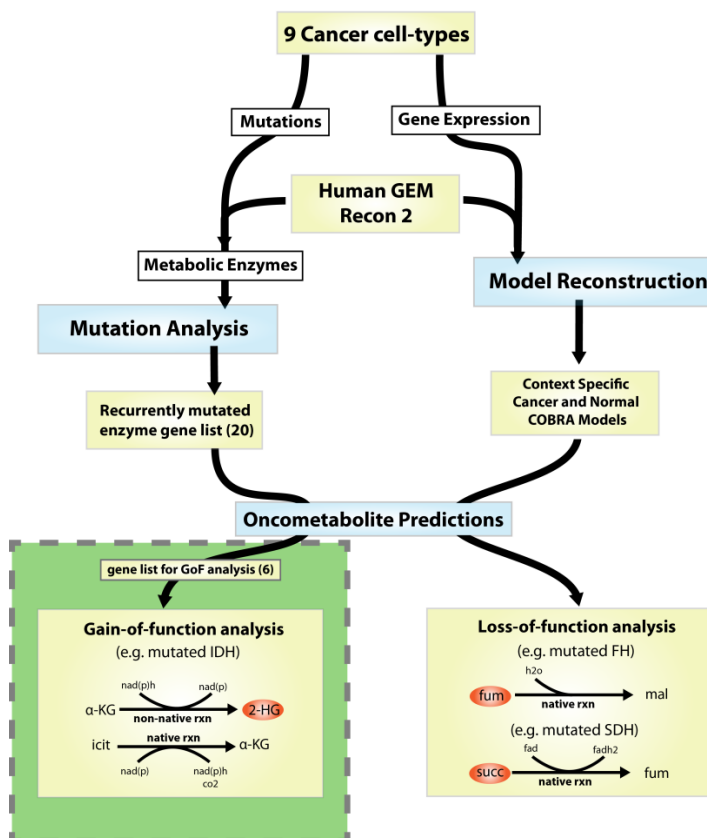 9 Cancer cell-types
Mutations
Gene Expression
Human GEM
Recon 2
Metabolic Enzymes
Model Reconstruction
Mutation Analysis
Recurrently mutated
enzyme gene list (20)
Context Specific
Cancer and Normal
COBRA Models
Oncometabolite Predictions
gene list for GoF analysis (6)
Gain-of-function analysis
(e.g. mutated IDH)
nad(p)h
nad(p)
α-KG
2-HG
non-native rxn
native rxn
icit
α-KG
nad(p)
nad(p)h
co2
Loss-of-function analysis
(e.g. mutated FH)
h2o
fum
mal
native rxn
(e.g. mutated SDH)
fad
fadh2
succ
fum
native rxn